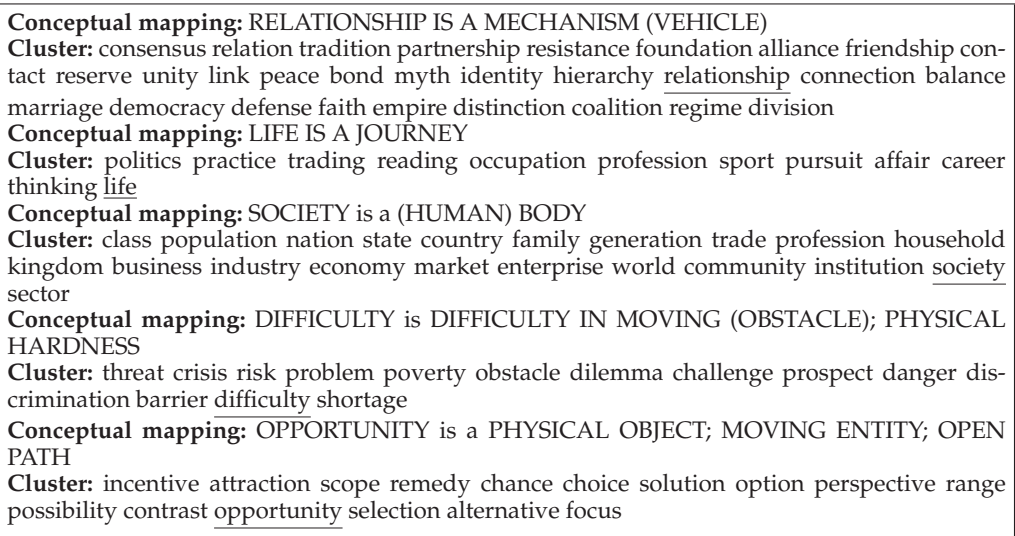 Conceptual mapping: RELATIONSHIP IS A MECHANISM (VEHICLE)
Cluster: consensus relation tradition partnership resistance foundation alliance friendship con-
tact reserve unity link peace bond myth identity hierarchy relationship connection balance
marriage democracy defense faith empire distinction coalition regime division
Conceptual mapping: LIFE IS A JOURNEY
Cluster: politics practice trading reading occupation profession sport pursuit affair career
thinking life
Conceptual mapping: SOCIETY is a (HUMAN) BODY
Cluster: class population nation state country family generation trade profession household
kingdom business industry economy market enterprise world community institution society
sector
Conceptual mapping: DIFFICULTY is DIFFICULTY IN MOVING (OBSTACLE); PHYSICAL
HARDNESS
Cluster: threat crisis risk problem poverty obstacle dilemma challenge prospect danger dis-
crimination barrier difficulty shortage
Conceptual mapping: OPPORTUNITY is a PHYSICAL OBJECT; MOVING ENTITY; OPEN
PATH
Cluster: incentive attraction scope remedy chance choice solution option perspective range
possibility contrast opportunity selection alternative focus